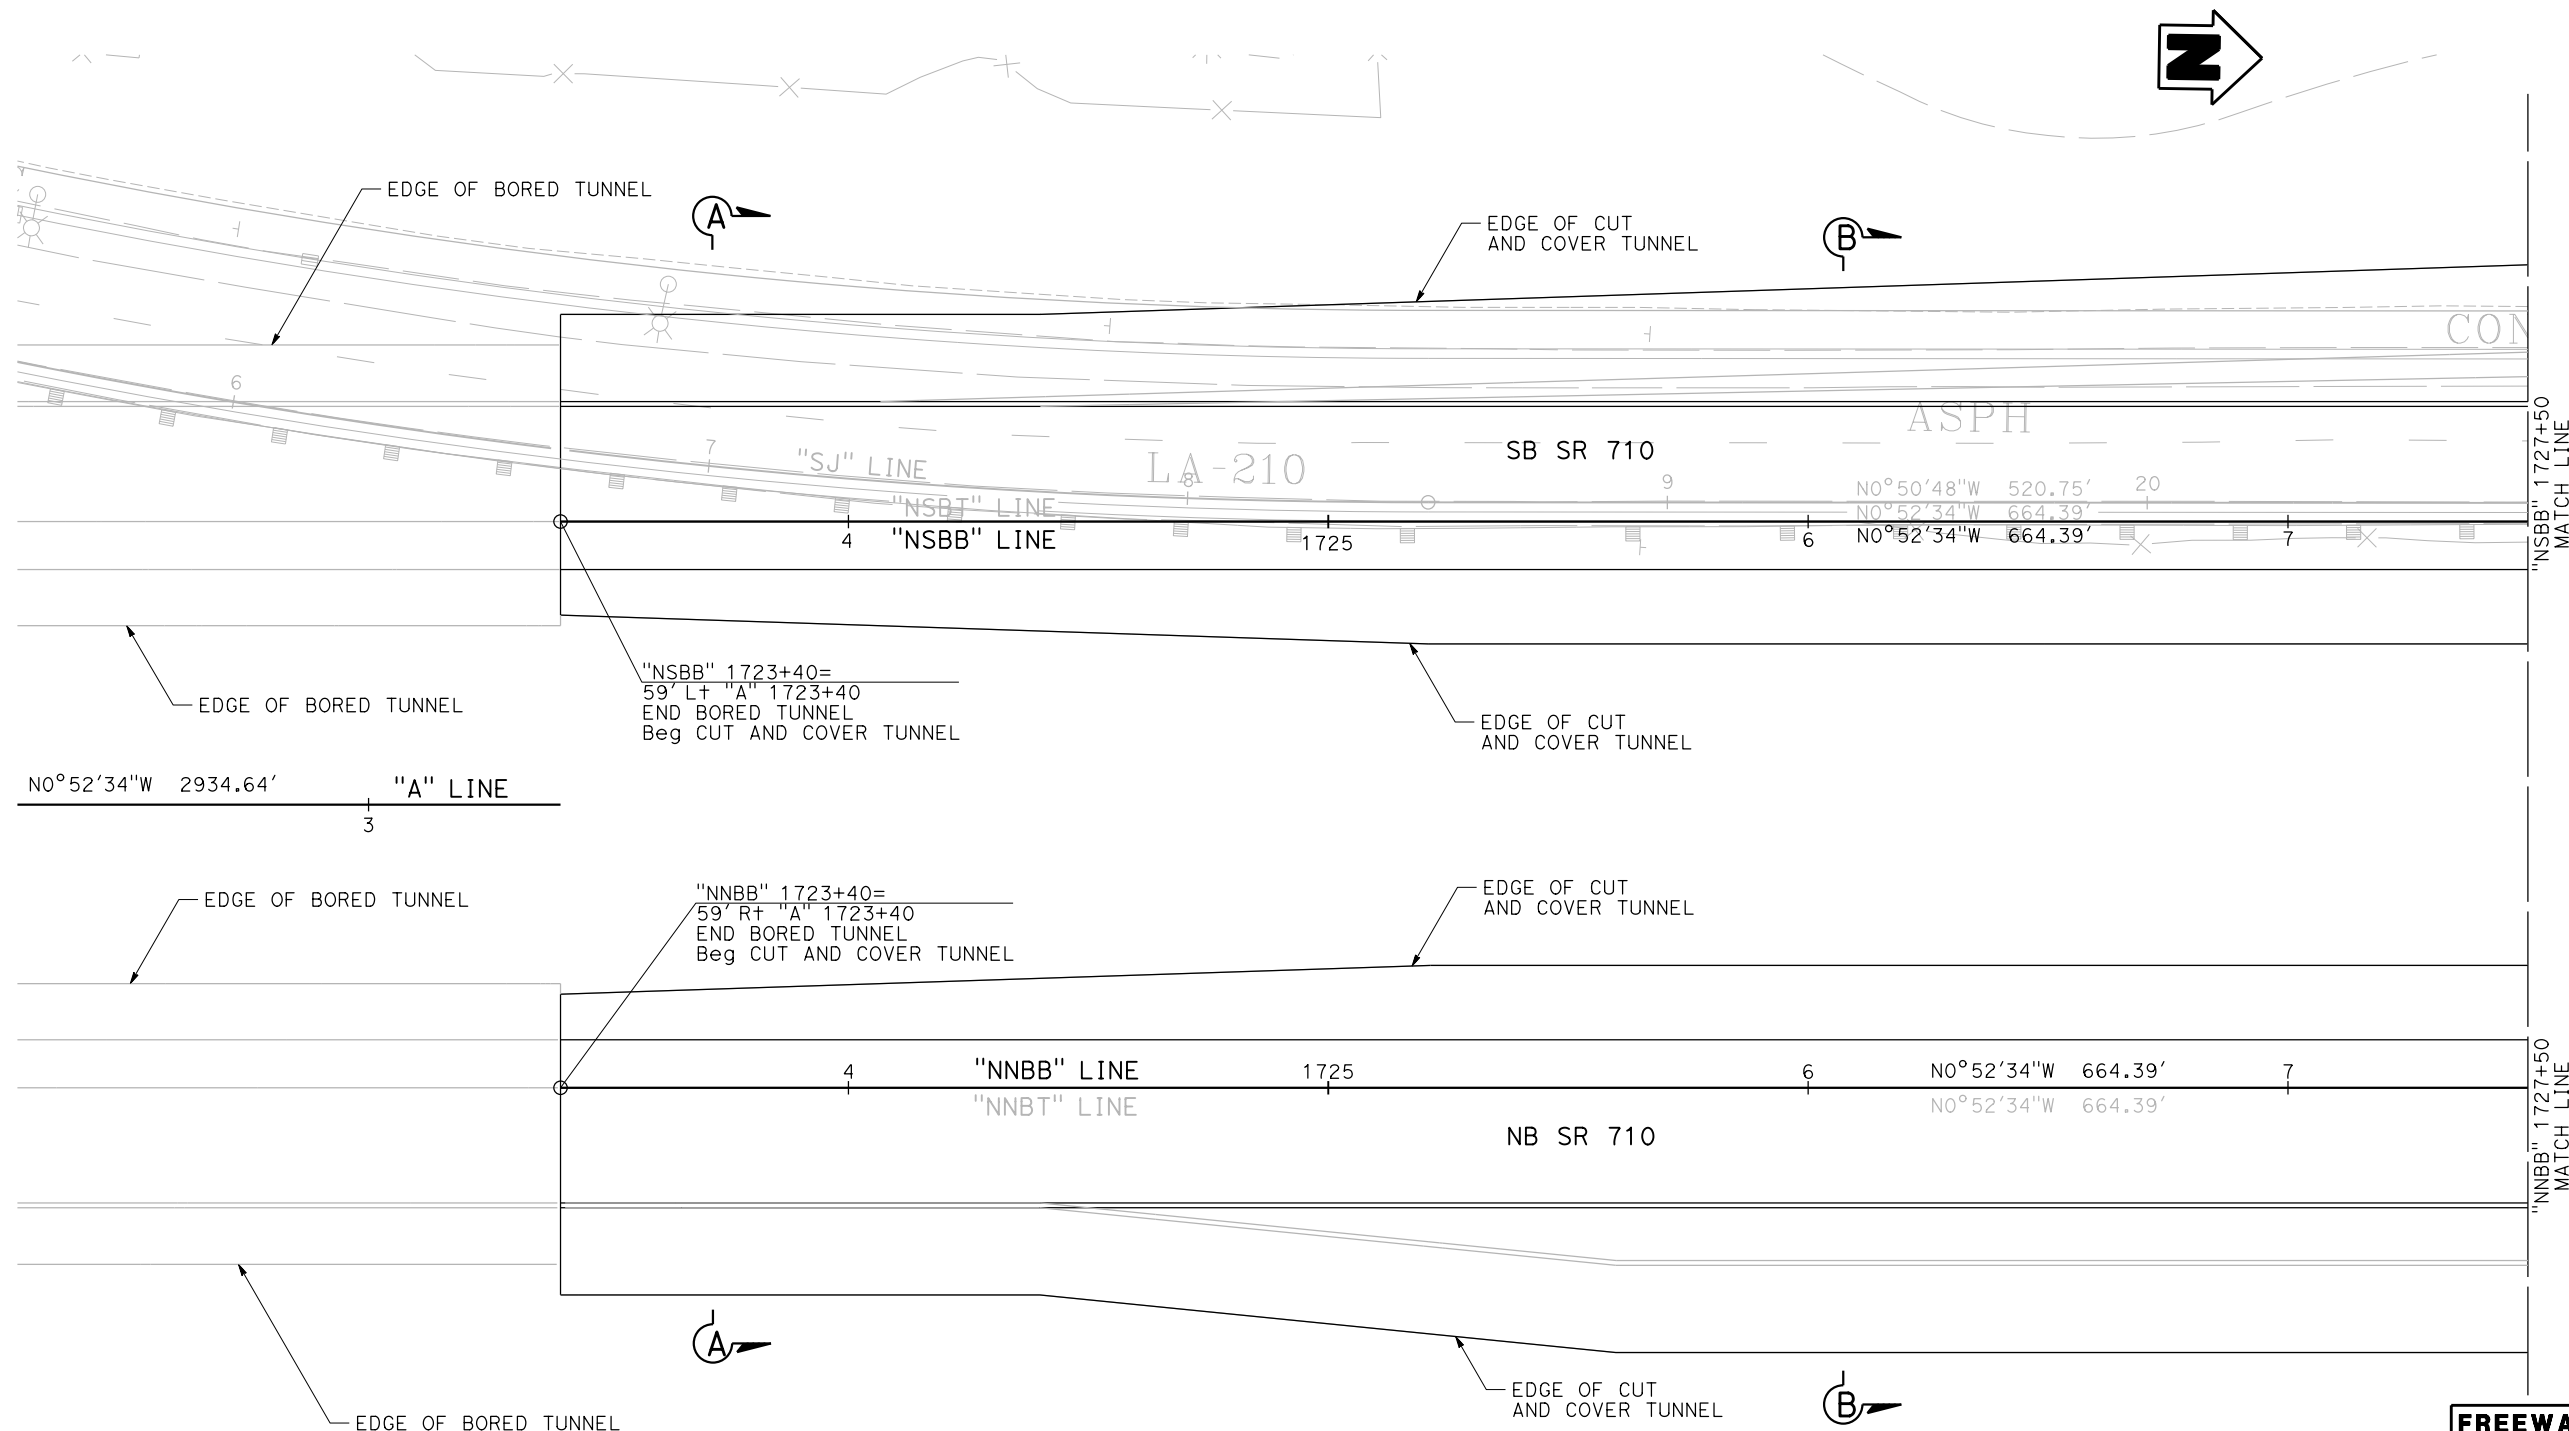 N
EDGE OF BORED TUNNEL
A
EDGE OF CUT
AND COVER TUNNEL
B
CON
6
ASPH
7
"SJ" LINE
LA-210
SB SR 710
8
9
N0°50'48"W 520.75'
20
"NSBT" LINE
N0°52'34"W 664.39'
4
"NSBB" LINE
1725
6
N0°52'34"W 664.39'
7
"NSBB" 1727+50
MATCH LINE
"NSBB" 1723+40=
59' Lt "A" 1723+40
END BORED TUNNEL
Beg CUT AND COVER TUNNEL
EDGE OF BORED TUNNEL
EDGE OF CUT
AND COVER TUNNEL
N0°52'34"W 2934.64'
"A" LINE
3
EDGE OF BORED TUNNEL
"NNBB" 1723+40=
59' Rt "A" 1723+40
END BORED TUNNEL
Beg CUT AND COVER TUNNEL
EDGE OF CUT
AND COVER TUNNEL
4
"NNBB" LINE
1725
6
N0°52'34"W 664.39'
7
"NNBT" LINE
N0°52'34"W 664.39'
NB SR 710
"NNBB" 1727+50
MATCH LINE
A
EDGE OF CUT
AND COVER TUNNEL
B
EDGE OF BORED TUNNEL
FREEWA